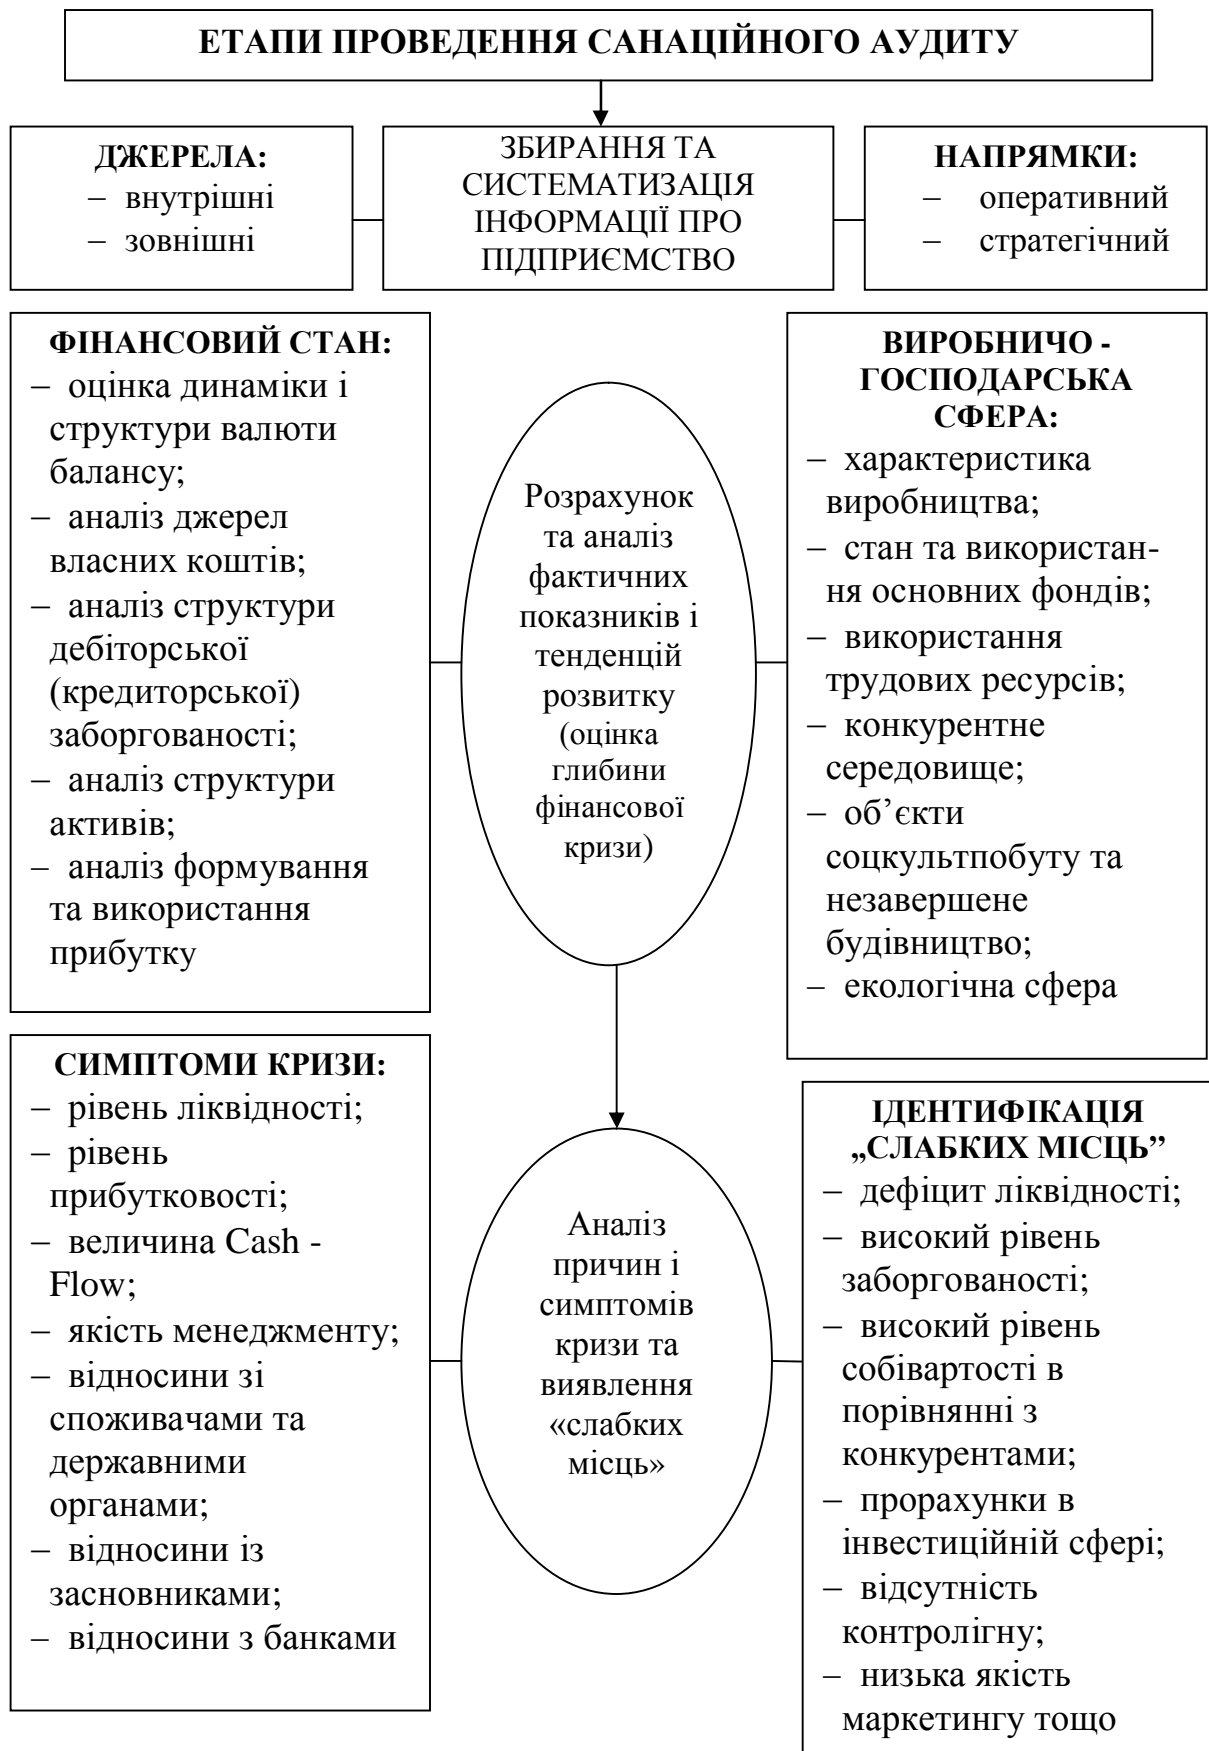 ЕТАПИ ПРОВЕДЕННЯ САНАЦІЙНОГО АУДИТУ
ДЖЕРЕЛА:
– внутрішні
– зовнішні
ЗБИРАННЯ ТА
СИСТЕМАТИЗАЦІЯ
ІНФОРМАЦІЇ ПРО
ПІДПРИЄМСТВО
НАПРЯМКИ:
– оперативний
– стратегічний
ФІНАНСОВИЙ СТАН:
– оцінка динаміки і
структури валюти
балансу;
– аналіз джерел
власних коштів;
– аналіз структури
дебіторської
(кредиторської)
заборгованості;
– аналіз структури
активів;
– аналіз формування
та використання
прибутку
Розрахунок
та аналіз
фактичних
показників і
тенденцій
розвитку
(оцінка
глибини
фінансової
кризи)
ВИРОБНИЧО -
ГОСПОДАРСЬКА
СФЕРА:
– характеристика
виробництва;
– стан та використан-
ня основних фондів;
– використання
трудових ресурсів;
– конкурентне
середовище;
– об’єкти
соцкультпобуту та
незавершене
будівництво;
– екологічна сфера
СИМПТОМИ КРИЗИ:
– рівень ліквідності;
– рівень
прибутковості;
– величина Cash -
Flow;
– якість менеджменту;
– відносини зі
споживачами та
державними
органами;
– відносини із
засновниками;
– відносини з банками
Аналіз
причин і
симптомів
кризи та
виявлення
«слабких
місць»
ІДЕНТИФІКАЦІЯ
„СЛАБКИХ МІСЦЬ”
– дефіцит ліквідності;
– високий рівень
заборгованості;
– високий рівень
собівартості в
порівнянні з
конкурентами;
– прорахунки в
інвестиційній сфері;
– відсутність
контролігну;
– низька якість
маркетингу тощо